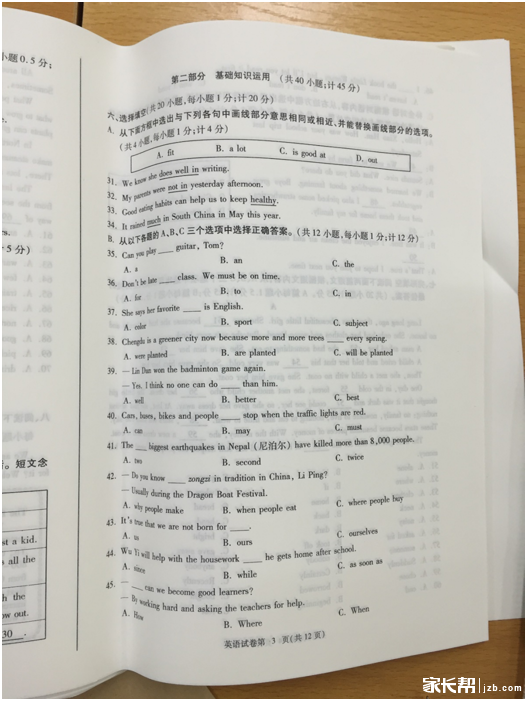 小题0.5分;
e.
5分)
。短文念
st a kid.
all the
h the
ow out.
30 .
第二部分 基础知识运用 (共40小题;计45分)
六、选择填空(共20小题,每小题1分;计20分)
A. 从下面方框中选出与下列各句中画线部分意思相同或相近,并能替换画线部分的选项。
(共4小题,每小题1分;计4分)
A. fit B. a lot C. is good at D. out
31. We know she does well in writing.
32. My parents were not in yesterday afternoon.
33. Good eating habits can help us to keep healthy.
34. It rained much in South China in May this year.
B. 从以下各题的A、B、C三个选项中选择正确答案。(共12小题,每小题1分;计12分)
35. Can you play ____ guitar, Tom?
A. a B. an C. the
36. Don't be late ____ class. We must be on time.
A. for B. to C. in
37. She says her favorite ____ is English.
A. color B. sport C. subject
38. Chengdu is a greener city now because more and more trees ____ every spring.
A. were planted B. are planted C. will be planted
39. — Lin Dan won the badminton game again.
— Yes. I think no one can do ____ than him.
A. well B. better C. best
40. Cars, buses, bikes and people ____ stop when the traffic lights are red.
A. can B. may C. must
41. The ___ biggest earthquakes in Nepal (尼泊尔) have killed more than 8,000 people.
A. two B. second C. twice
42. — Do you know ____ zongzi in tradition in China, Li Ping?
— Usually during the Dragon Boat Festival.
A. why people make B. when people eat C. where people buy
43. It's true that we are not born for ____.
A. us B. ours C. ourselves
44. Wu Yi will help with the housework ____ he gets home after school.
A. since B. while C. as soon as
45. — ____ can we become good learners?
— By working hard and asking the teachers for help.
A. How B. Where C. When
英语试卷第 3 页(共12页)
家长帮 jzb.com